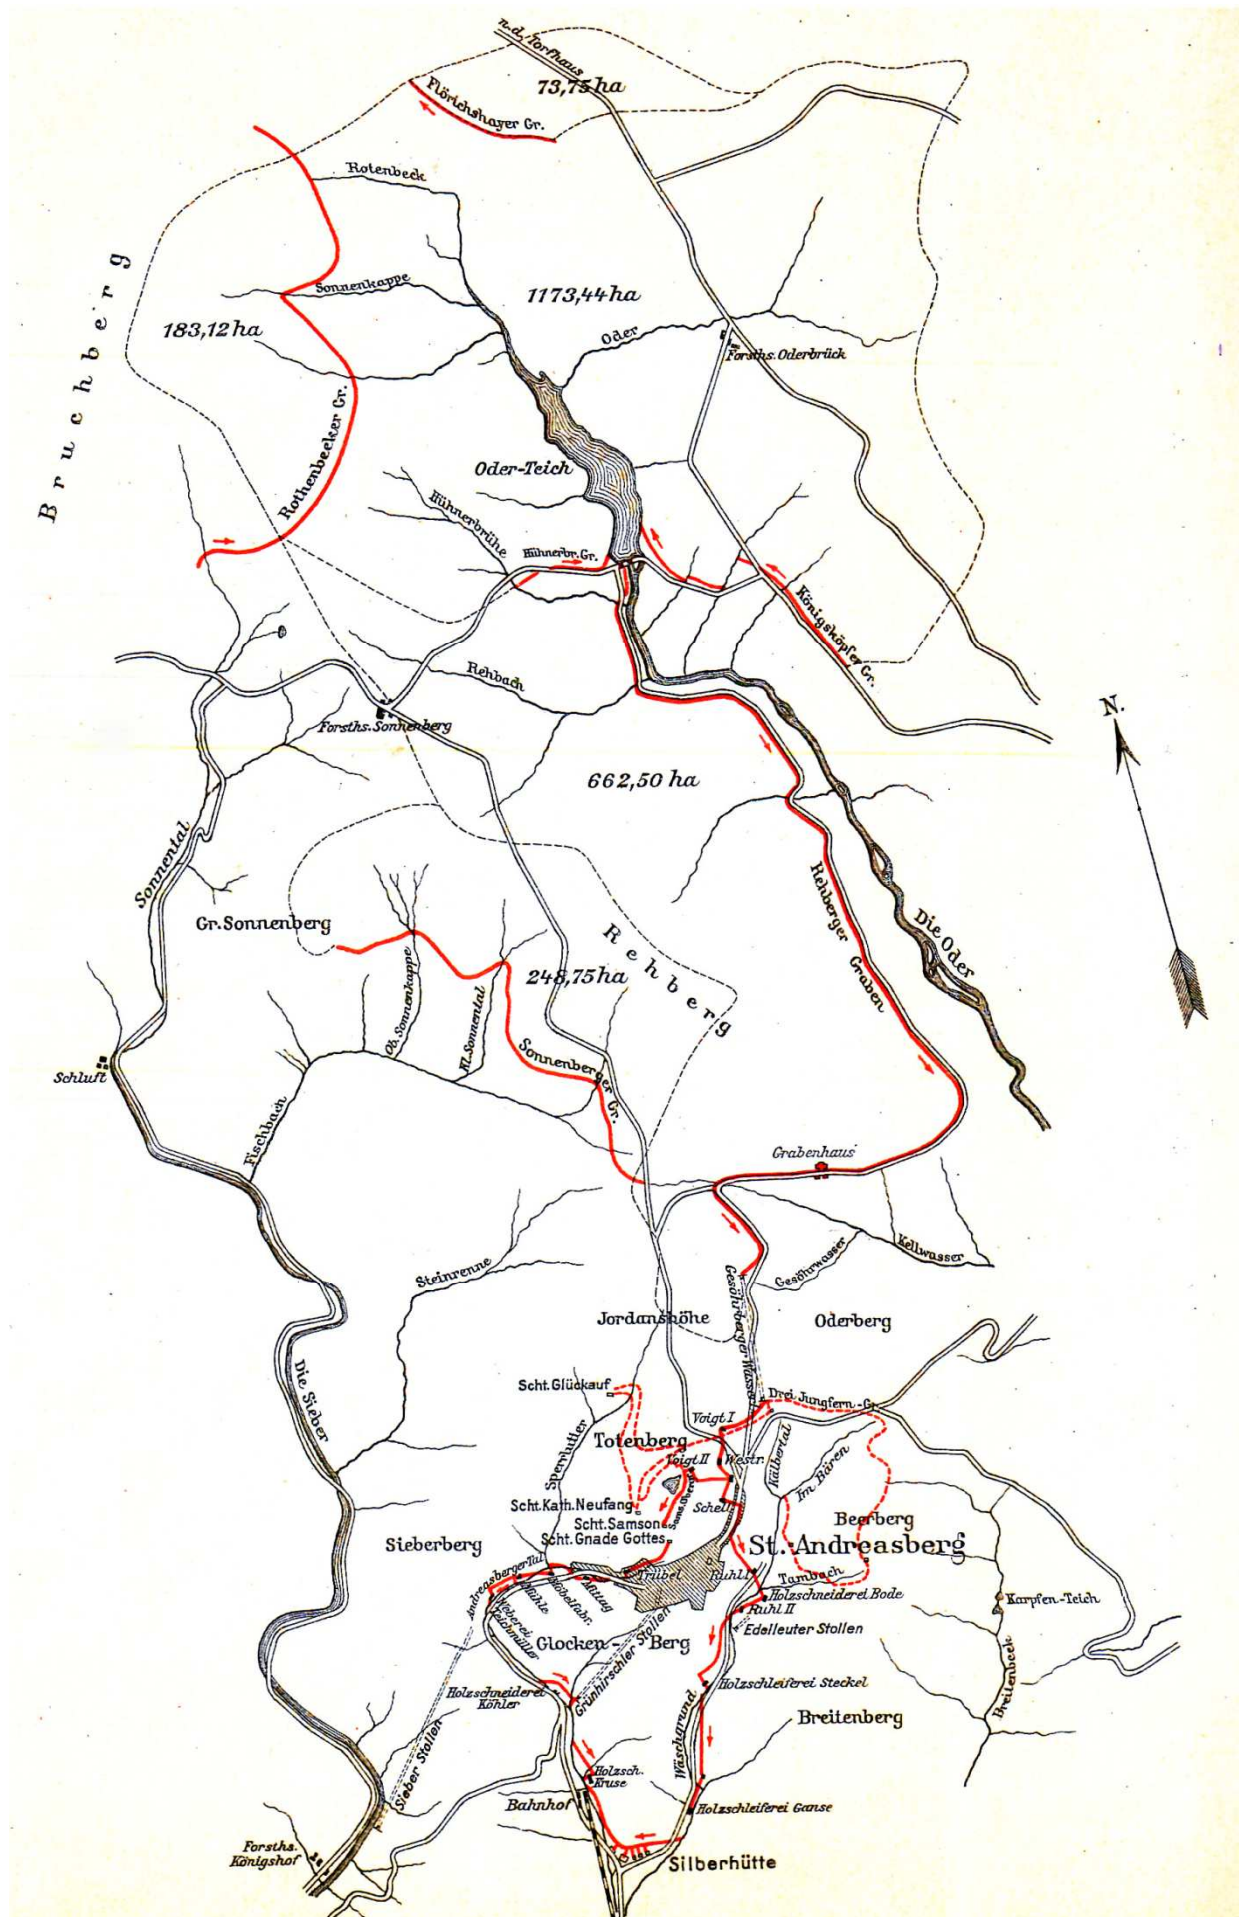 n.d. Torfhaus
73,75 ha
Flörichshayer Gr.
Rotenbeck
Bruchberg
Sonnenkappe
1173,44 ha
183,12 ha
Oder
Forsths. Oderbrück
Rothenbecker Gr.
Oder-Teich
Hühnerbrühe
Hühnerbr. Gr.
Königsköpfer Gr.
Rehbach
N.
Forsths. Sonnenberg
662,50 ha
Sonnental
Rehberger Graben
Gr. Sonnenberg
Die Oder
Rehberg
248,75 ha
Ob. Sonnenkappe
Kl. Sonnental
Sonnenberger Gr.
Schluft
Fischbach
Grabenhaus
Kellwasser
Gesöhrwasser
Steinrenne
Gesöhrberger Wasser
Jordanshöhe
Oderberg
Die Sieber
Scht. Glückauf
Drei Jungfern-Gr.
Voigt I
Totenberg
Sperrlutter
Kälbertal
Voigt II
Westr.
Im Bären
Scht. Kath. Neufang
Schell
Scht. Samson
Beerberg
Scht. Gnade Gottes
Sieberberg
St. Andreasberg
Andreasberger Tal
Trübel
Ruhl I
Tambach
Mühle
Möbelfabr.
Mittag
Holzschneiderei Bode
Karpfen-Teich
Weberei
Teichmüller
Ruhl II
Edelleuter Stollen
Glocken-Berg
Grünhirschler Stollen
Holzschneiderei
Köhler
Holzschleiferei Steckel
Breitenbeck
Wäschgrund
Breitenberg
Sieber Stollen
Holzsch.
Kruse
Bahnhof
Holzschleiferei Ganse
Forsths.
Königshof
Silberhütte